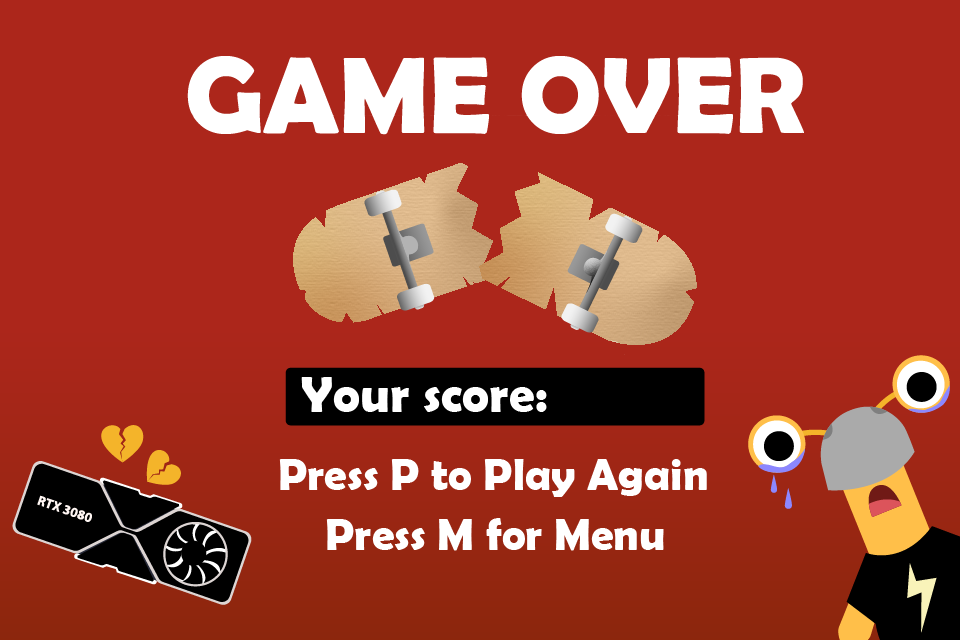 GAME OVER
Your score:
Press P to Play Again
Press M for Menu
RTX 3080